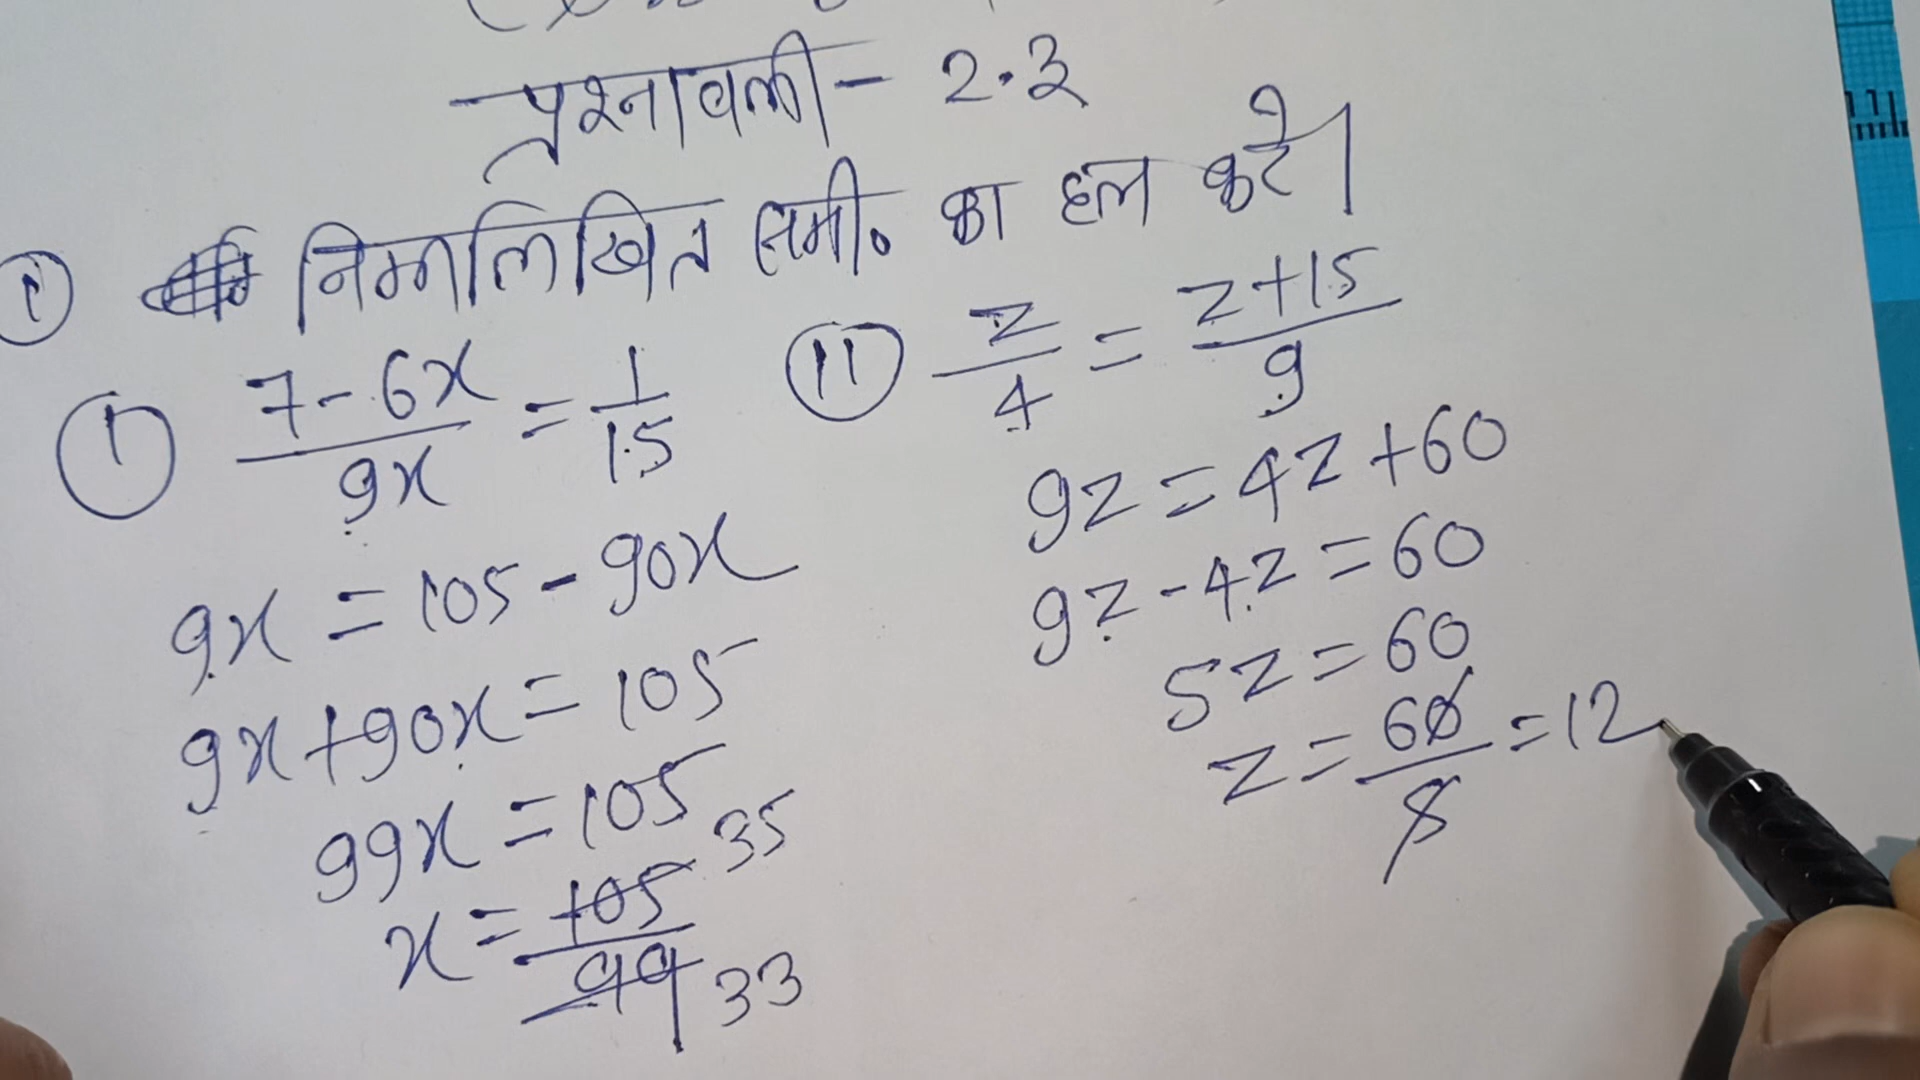 प्रश्नावली - 2.3
① निम्नलिखित समी. का हल करे।
Ⓘ (7-6x)/(9x) = 1/15
9x = 105 - 90x
9x + 90x = 105
99x = 105
x = 105/99 35/33
Ⓘ Ⓘ z/4 = (z+15)/9
9z = 4z + 60
9z - 4z = 60
5z = 60
z = 60/5 = 12